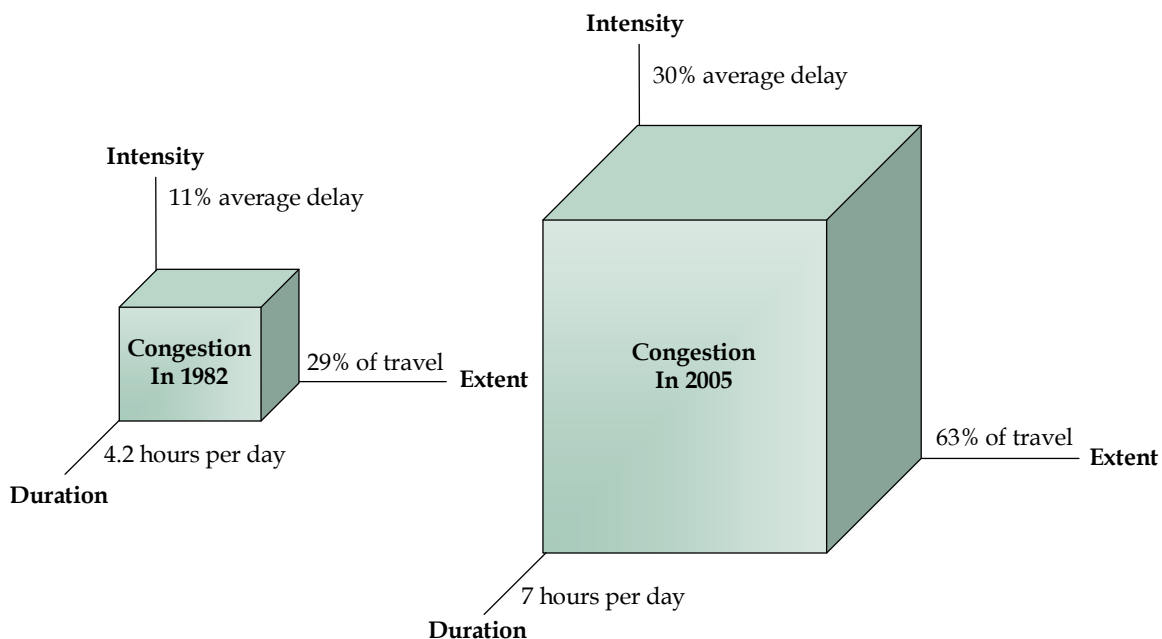 Intensity
11% average delay
Congestion
In 1982
29% of travel
Extent
4.2 hours per day
Duration
Intensity
30% average delay
Congestion
In 2005
63% of travel
Extent
7 hours per day
Duration